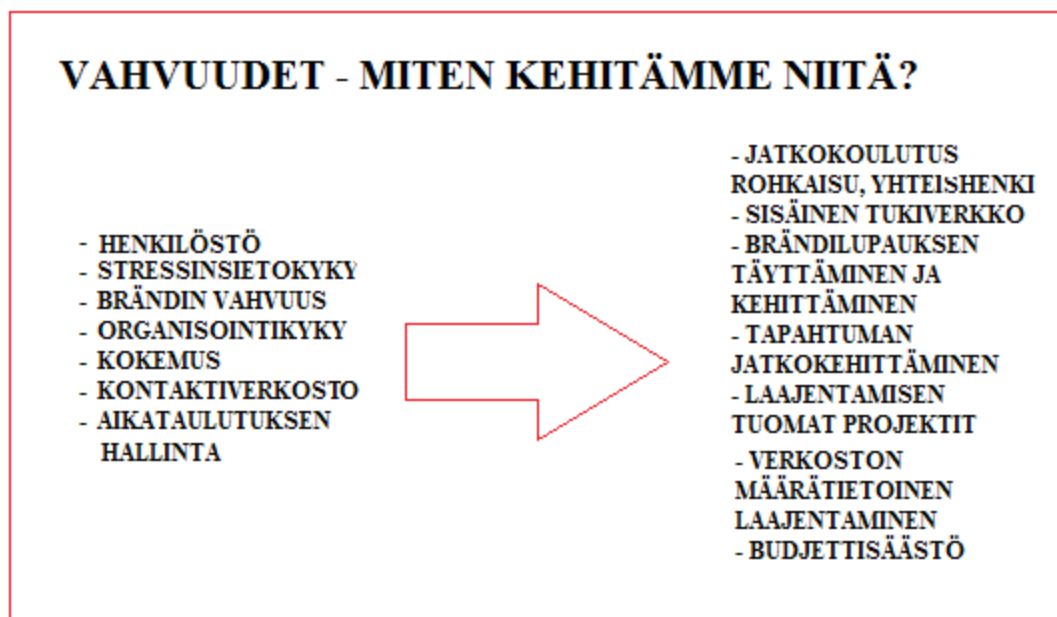 VAHVUUDET - MITEN KEHITÄMME NIITÄ?
- HENKILÖSTÖ
- STRESSINSIETOKYKY
- BRÄNDIN VAHVUUS
- ORGANISOINTIKYKY
- KOKEMUS
- KONTAKTIVERKOSTO
- AIKATAULUTUKSEN
HALLINTA
- JATKOKOULUTUS
ROHKAISU, YHTEISHENKI
- SISÄINEN TUKIVERKKO
- BRÄNDILUPAUKSEN
TÄYTTÄMINEN JA
KEHITTÄMINEN
- TAPAHTUMAN
JATKOKEHITTÄMINEN
- LAAJENTAMISEN
TUOMAT PROJEKTIT
- VERKOSTON
MÄÄRÄTIETOINEN
LAAJENTAMINEN
- BUDJETTISÄÄSTÖ